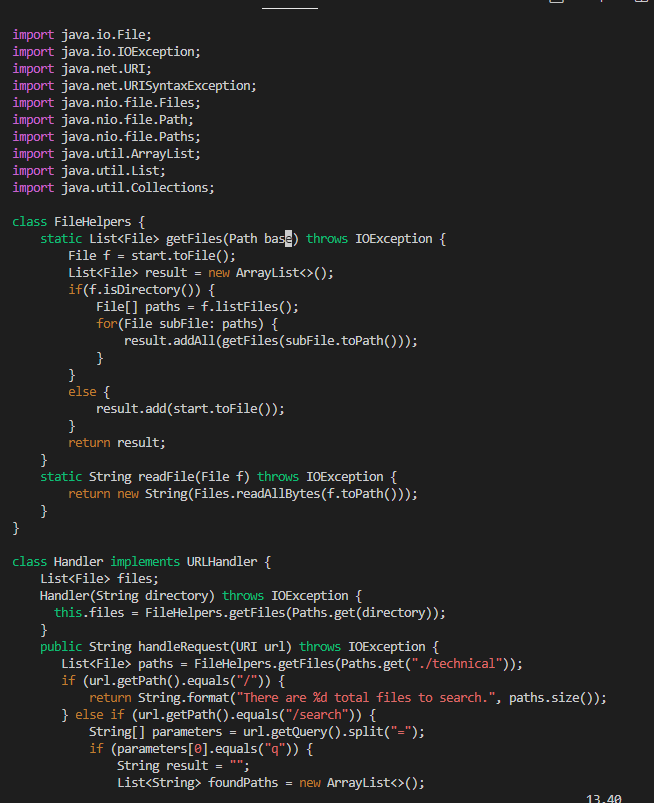 import java.io.File;
import java.io.IOException;
import java.net.URI;
import java.net.URISyntaxException;
import java.nio.file.Files;
import java.nio.file.Path;
import java.nio.file.Paths;
import java.util.ArrayList;
import java.util.List;
import java.util.Collections;

class FileHelpers {
    static List<File> getFiles(Path base) throws IOException {
        File f = start.toFile();
        List<File> result = new ArrayList<>();
        if(f.isDirectory()) {
            File[] paths = f.listFiles();
            for(File subFile: paths) {
                result.addAll(getFiles(subFile.toPath()));
            }
        }
        else {
            result.add(start.toFile());
        }
        return result;
    }
    static String readFile(File f) throws IOException {
        return new String(Files.readAllBytes(f.toPath()));
    }
}

class Handler implements URLHandler {
    List<File> files;
    Handler(String directory) throws IOException {
      this.files = FileHelpers.getFiles(Paths.get(directory));
    }
    public String handleRequest(URI url) throws IOException {
       List<File> paths = FileHelpers.getFiles(Paths.get("./technical"));
       if (url.getPath().equals("/")) {
           return String.format("There are %d total files to search.", paths.size());
       } else if (url.getPath().equals("/search")) {
           String[] parameters = url.getQuery().split("=");
           if (parameters[0].equals("q")) {
               String result = "";
               List<String> foundPaths = new ArrayList<>();
13,40